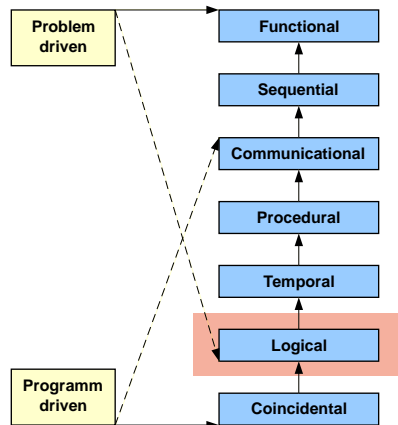 Problem
driven
Functional
Sequential
Communicational
Procedural
Temporal
Logical
Programm
driven
Coincidental